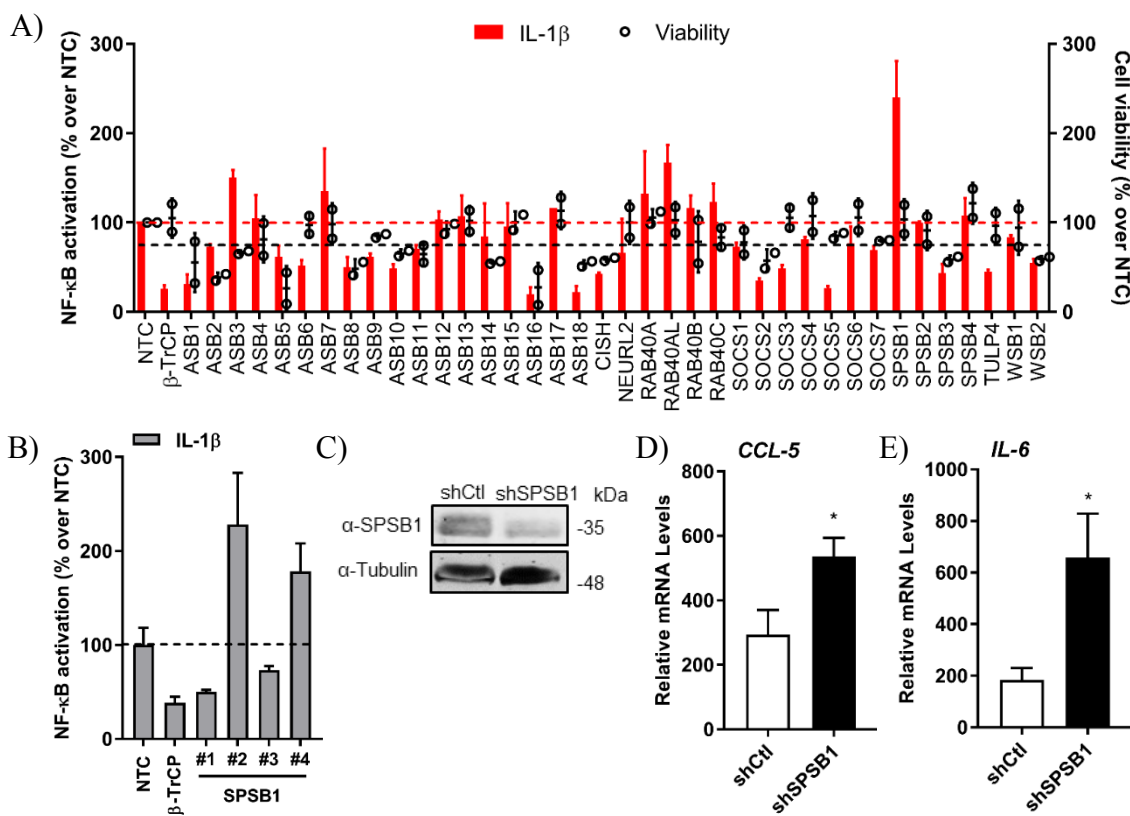 A)
IL-1β
Viability
NF-κB activation (% over NTC)
300
200
100
0
300
200
100
0
Cell viability (% over NTC)
NTC
β-TrCP
ASB1
ASB2
ASB3
ASB4
ASB5
ASB6
ASB7
ASB8
ASB9
ASB10
ASB11
ASB12
ASB13
ASB14
ASB15
ASB16
ASB17
ASB18
CISH
NEURL2
RAB40A
RAB40AL
RAB40B
RAB40C
SOCS1
SOCS2
SOCS3
SOCS4
SOCS5
SOCS6
SOCS7
SPSB1
SPSB2
SPSB3
SPSB4
TULP4
WSB1
WSB2
B)
IL-1β
NF-κB activation (% over NTC)
300
200
100
0
NTC
β-TrCP
#1
#2
#3
#4
SPSB1
C)
shCtl shSPSB1 kDa
α-SPSB1
-35
α-Tubulin
-48
D)
CCL-5
Relative mRNA Levels
800
600
400
200
0
*
shCtl
shSPSB1
E)
IL-6
Relative mRNA Levels
1000
800
600
400
200
0
*
shCtl
shSPSB1